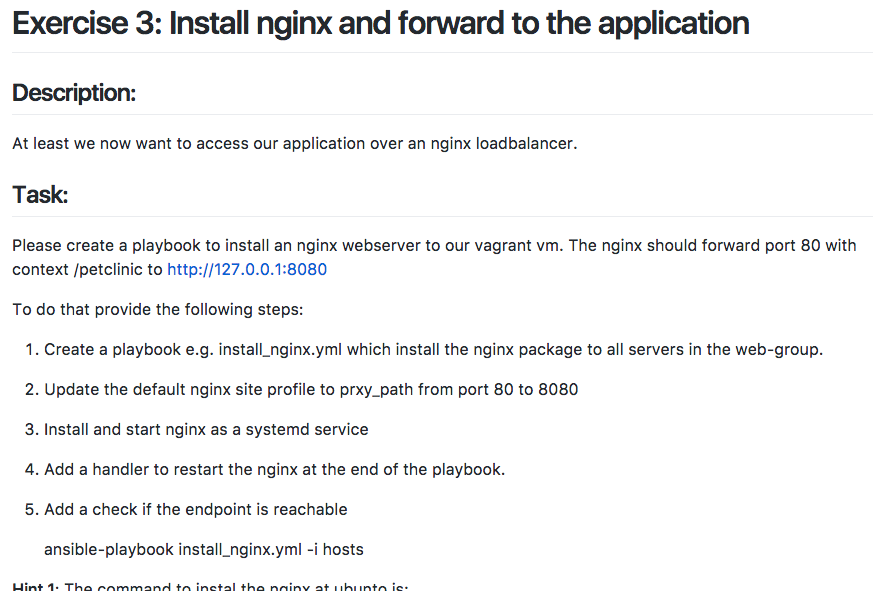 Exercise 3: Install nginx and forward to the application
Description:
At least we now want to access our application over an nginx loadbalancer.
Task:
Please create a playbook to install an nginx webserver to our vagrant vm. The nginx should forward port 80 with
context /petclinic to http://127.0.0.1:8080
To do that provide the following steps:
1. Create a playbook e.g. install_nginx.yml which install the nginx package to all servers in the web-group.
2. Update the default nginx site profile to prxy_path from port 80 to 8080
3. Install and start nginx as a systemd service
4. Add a handler to restart the nginx at the end of the playbook.
5. Add a check if the endpoint is reachable
ansible-playbook install_nginx.yml -i hosts
Hint 1: The command to instal the nginx at ubunto is: